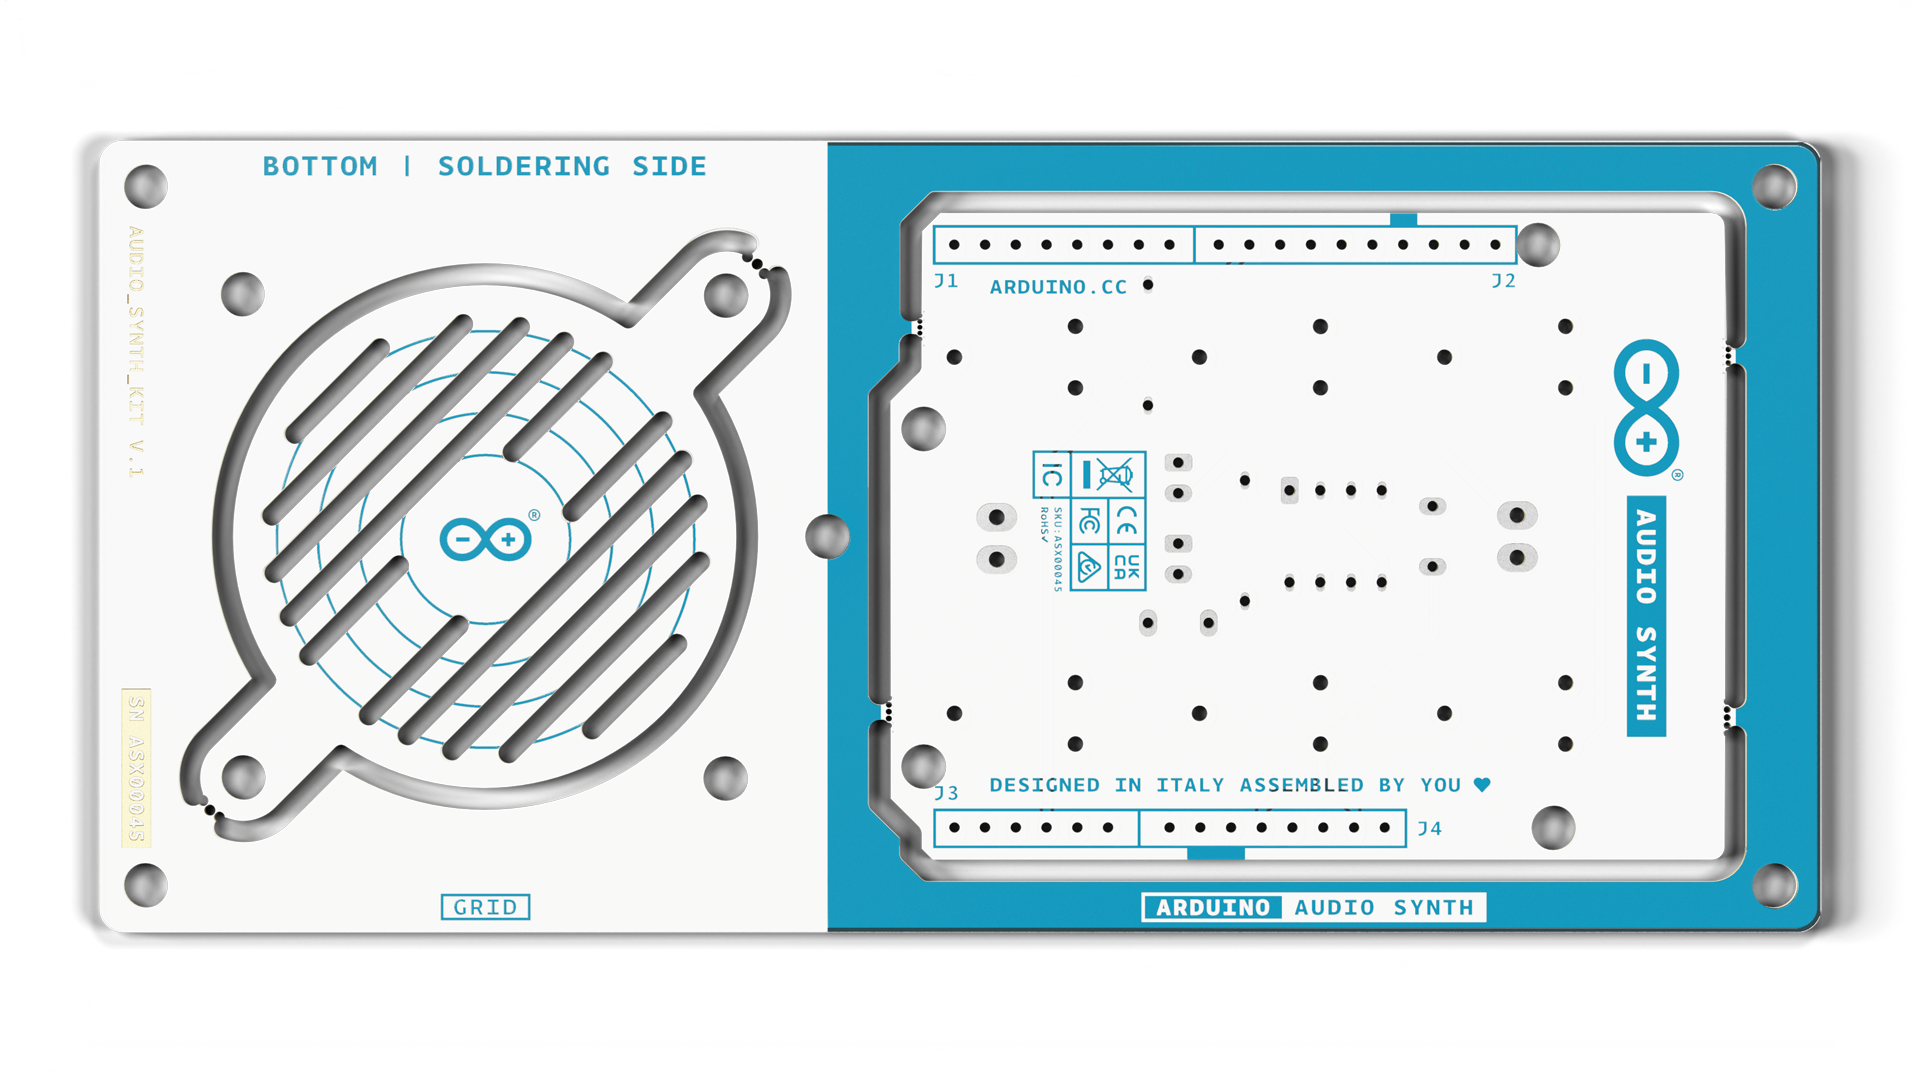 BOTTOM | SOLDERING SIDE
AUDIO_SYNTH_KIT V.1
SN ASX00045
®
GRID
J1
J2
ARDUINO.CC
IC
CE
FC
UK
CA
SKU:ASX00045
RoHS✓
®
AUDIO SYNTH
J3
DESIGNED IN ITALY ASSEMBLED BY YOU ♥
J4
ARDUINO AUDIO SYNTH